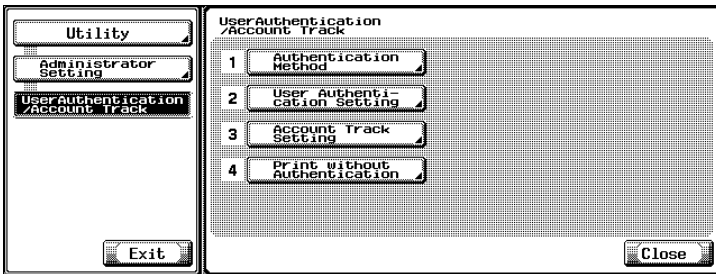 Utility
Administrator
Setting
UserAuthentication
/Account Track
Exit
UserAuthentication
/Account Track
1 Authentication
Method
2 User Authenti-
cation Setting
3 Account Track
Setting
4 Print without
Authentication
Close